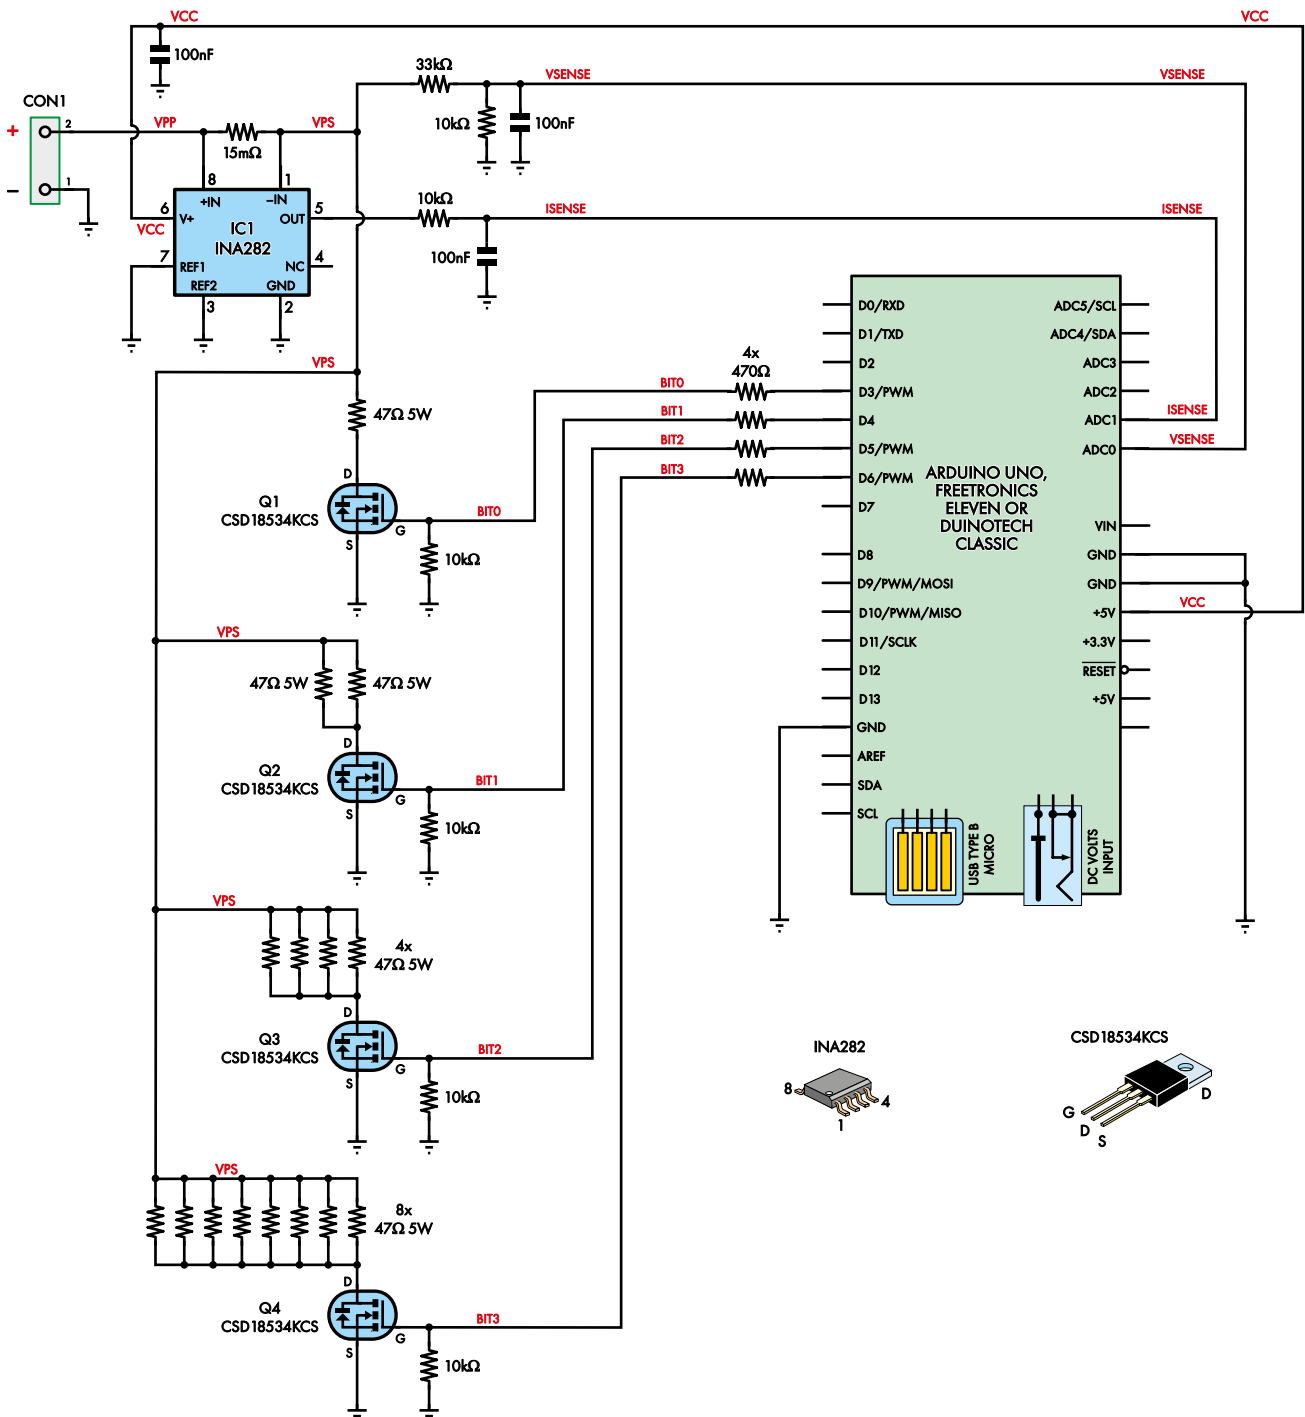 VCC
VCC
100nF
33kΩ
VSENSE
VSENSE
CON1
+
2
VPP
VPS
15mΩ
10kΩ
100nF
–
1
8
1
+IN
–IN
6
V+
VCC
IC1
INA282
OUT
5
10kΩ
ISENSE
ISENSE
7
REF1
NC
4
100nF
REF2
GND
3
2
VPS
47Ω 5W
D
Q1
CSD18534KCS
G
S
BIT0
10kΩ
4x
470Ω
BIT0
BIT1
BIT2
BIT3
D0/RXD
D1/TXD
D2
D3/PWM
D4
D5/PWM
D6/PWM
D7
D8
D9/PWM/MOSI
D10/PWM/MISO
D11/SCLK
D12
D13
GND
AREF
SDA
SCL
ARDUINO UNO,
FREETRONICS
ELEVEN OR
DUINOTECH
CLASSIC
ADC5/SCL
ADC4/SDA
ADC3
ADC2
ADC1
ADC0
VIN
GND
GND
+5V
+3.3V
RESET
+5V
ISENSE
VSENSE
VCC
USB TYPE B
MICRO
DC VOLTS
INPUT
VPS
47Ω 5W
47Ω 5W
D
Q2
CSD18534KCS
G
S
BIT1
10kΩ
VPS
4x
47Ω 5W
D
Q3
CSD18534KCS
G
S
BIT2
10kΩ
VPS
8x
47Ω 5W
D
Q4
CSD18534KCS
G
S
BIT3
10kΩ
INA282
8
4
1
CSD18534KCS
G
D
S
D